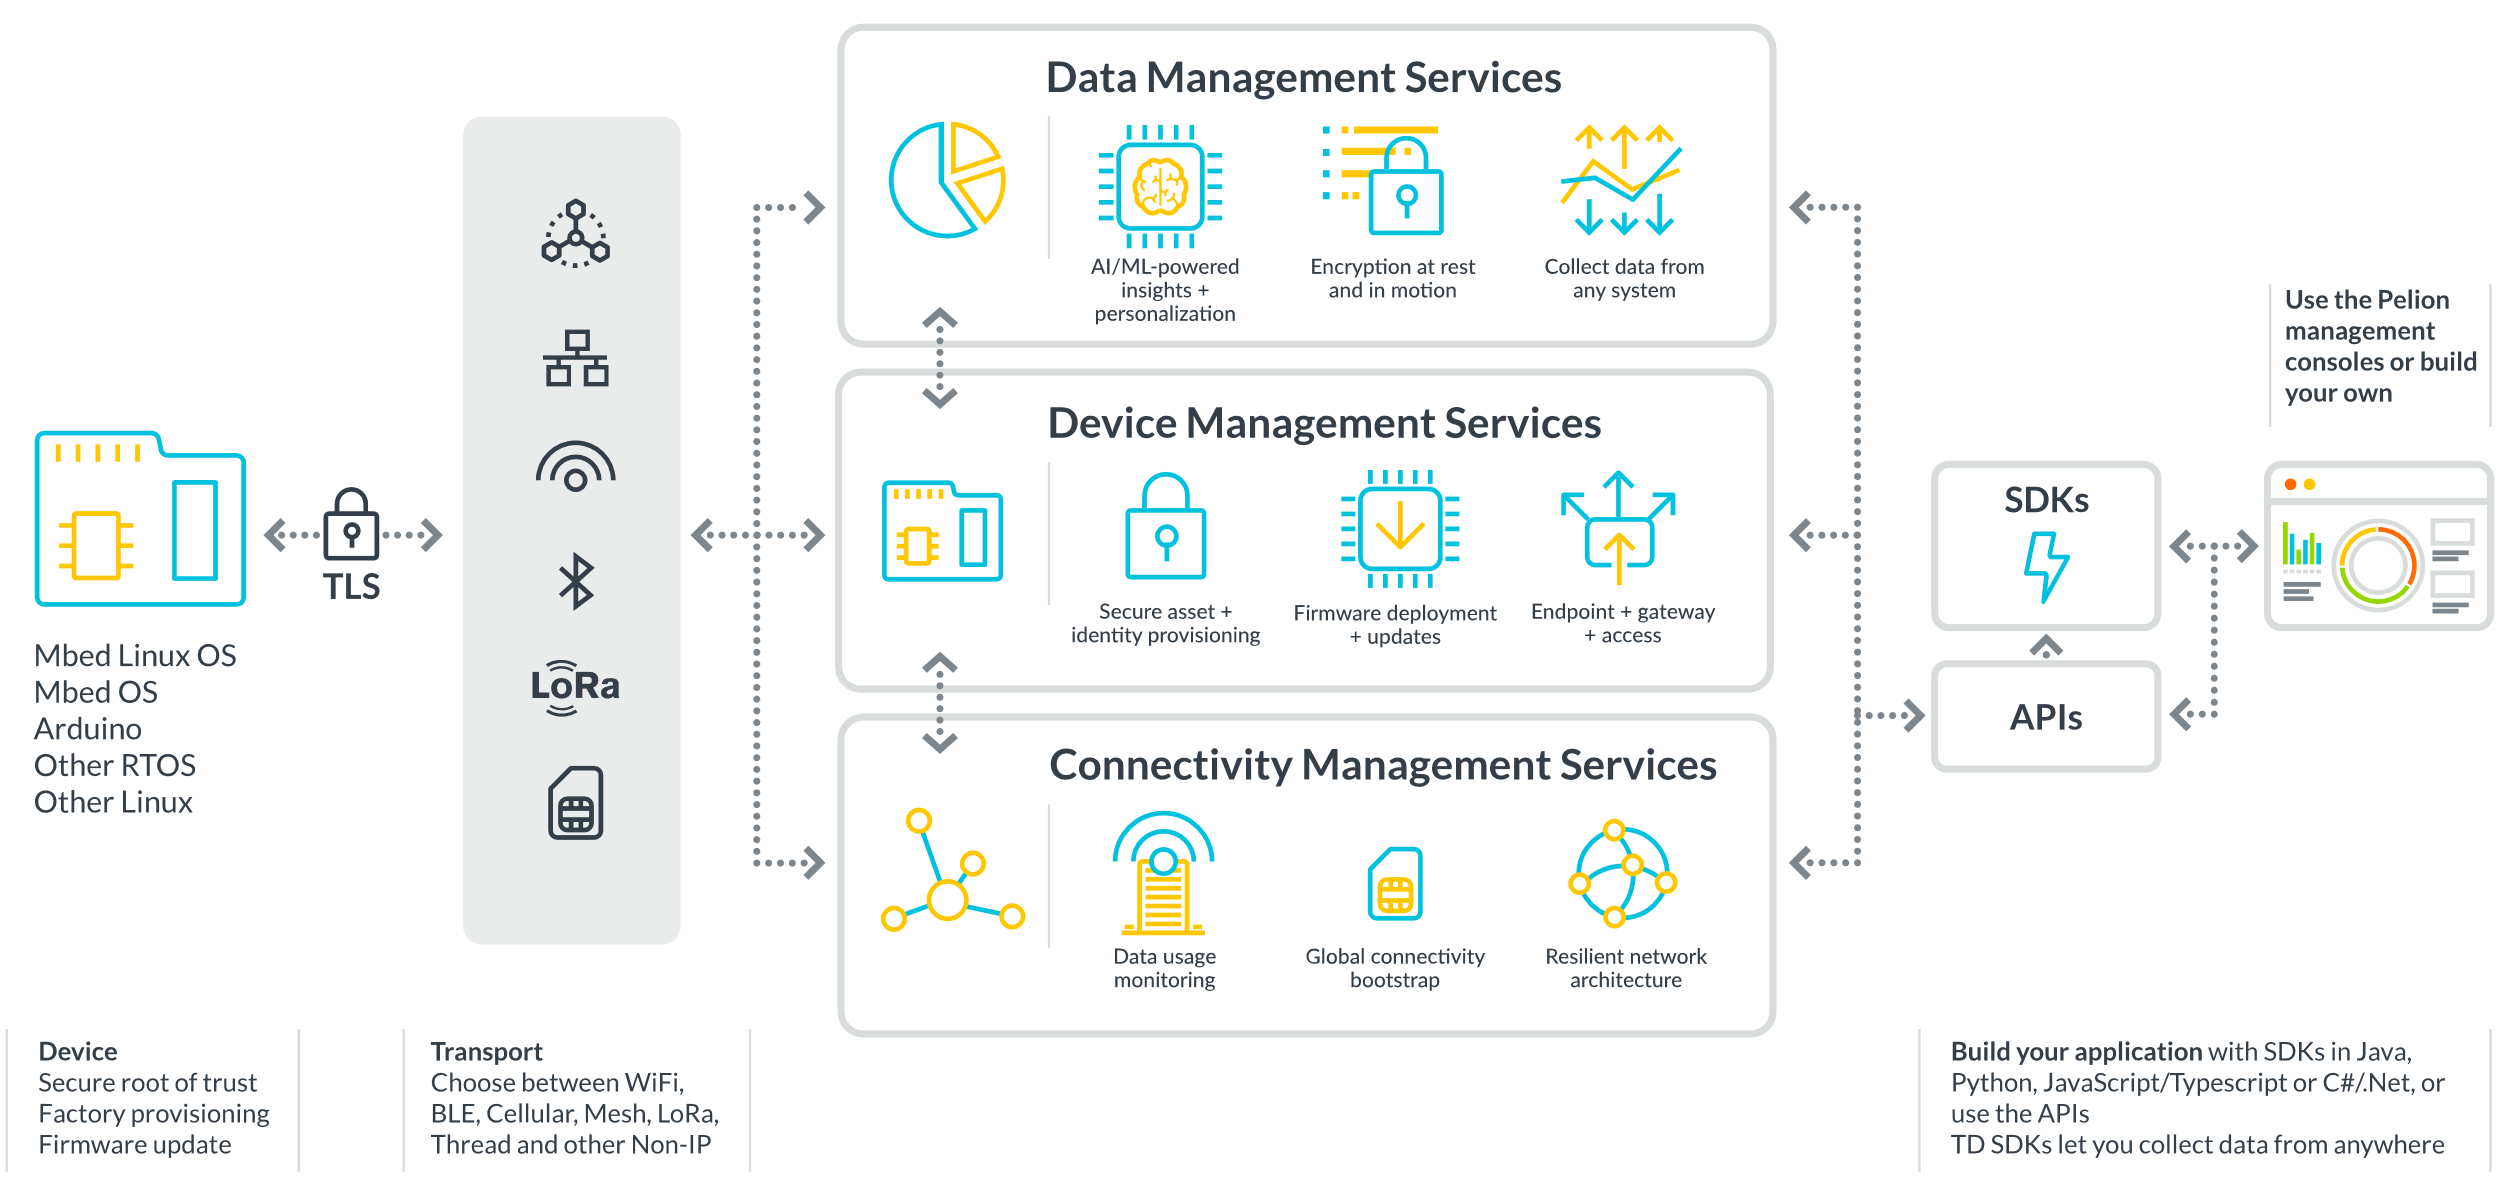 Data Management Services
AI/ML-powered
insights +
personalization
Encryption at rest
and in motion
Collect data from
any system
Device Management Services
Secure asset +
identity provisioning
Firmware deployment
+ updates
Endpoint + gateway
+ access
Connectivity Management Services
Data usage
monitoring
Global connectivity
bootstrap
Resilient network
architecture
TLS
Mbed Linux OS
Mbed OS
Arduino
Other RTOS
Other Linux
LoRa
Use the Pelion
management
consoles or build
your own
SDKs
APIs
Device
Secure root of trust
Factory provisioning
Firmware update
Transport
Choose between WiFi,
BLE, Cellular, Mesh, LoRa,
Thread and other Non-IP
Build your application with SDKs in Java,
Python, JavaScript/Typescript or C#/.Net, or
use the APIs
TD SDKs let you collect data from anywhere